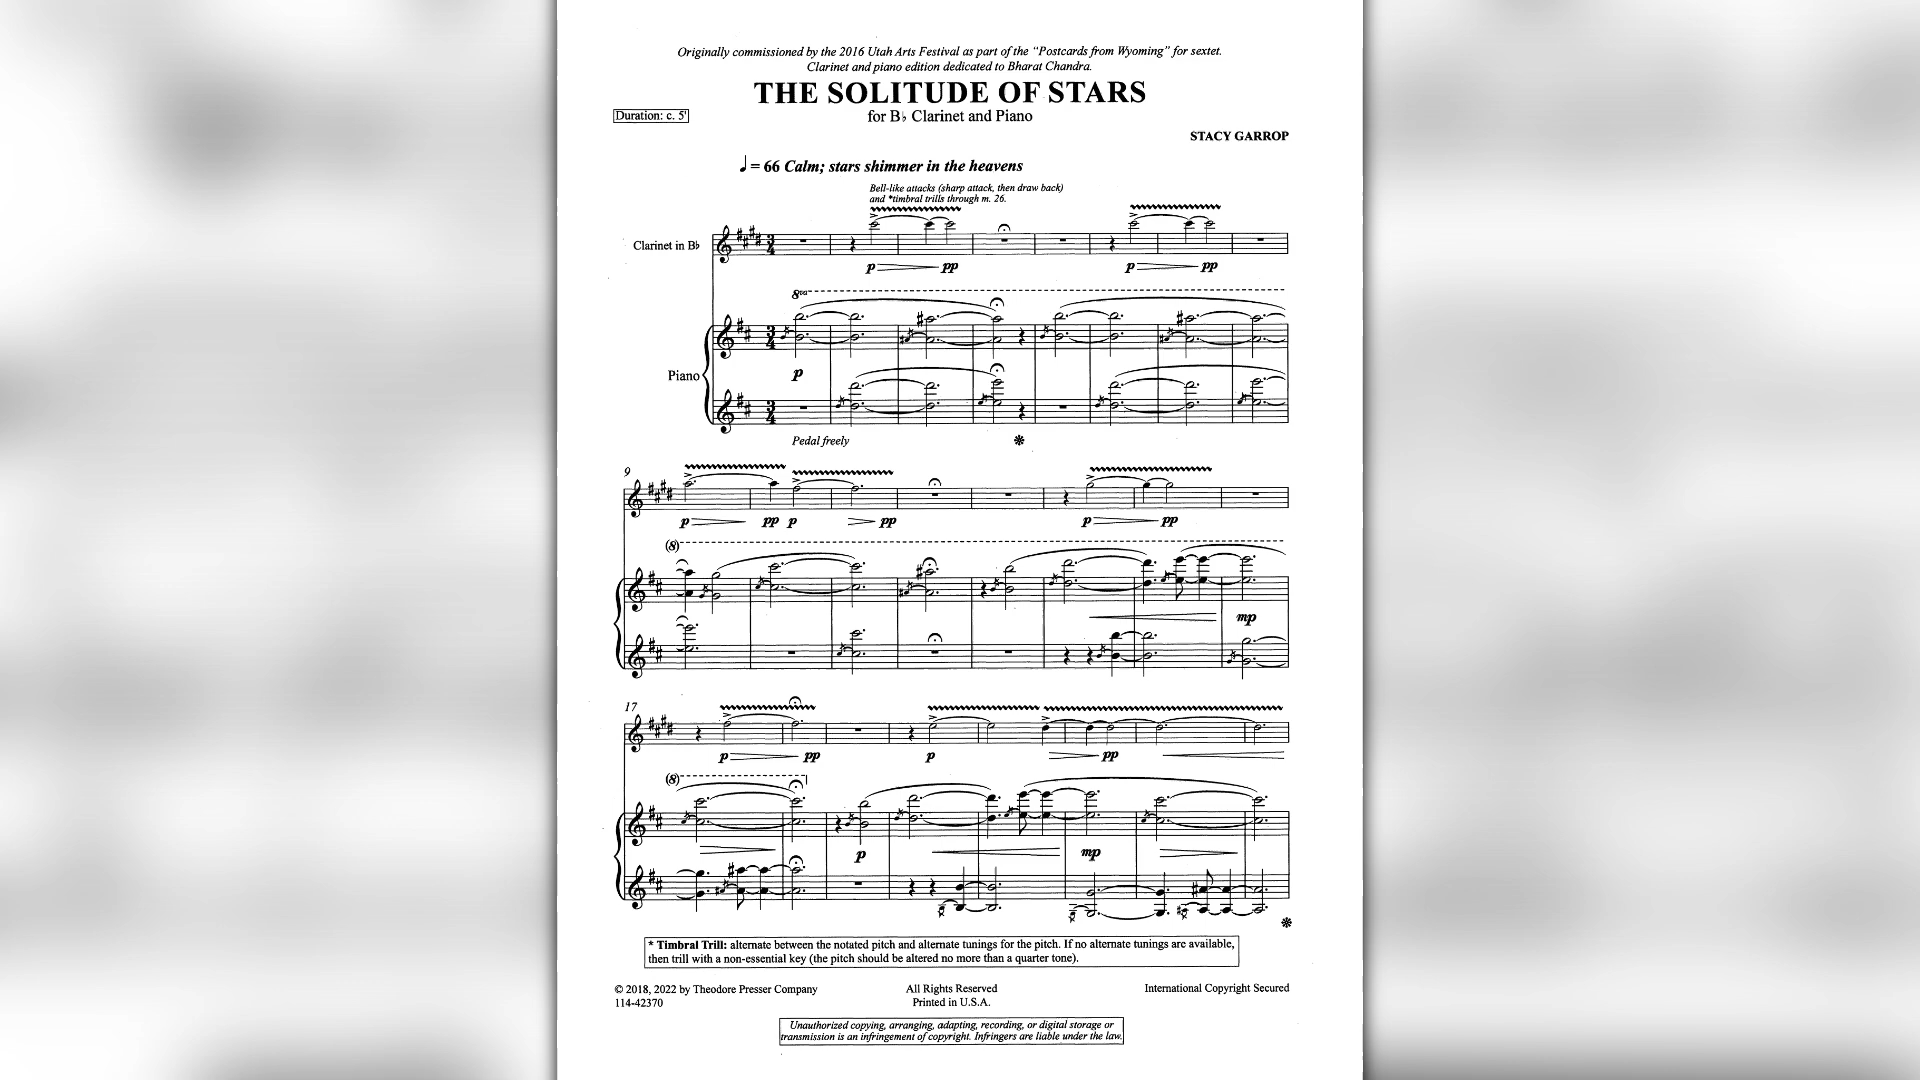 Originally commissioned by the 2016 Utah Arts Festival as part of the “Postcards from Wyoming” for sextet.
Clarinet and piano edition dedicated to Bharat Chandra.
THE SOLITUDE OF STARS
for B♭ Clarinet and Piano
Duration: c. 5'
STACY GARROP
♩ = 66 Calm; stars shimmer in the heavens
Bell-like attacks (sharp attack, then draw back)
and *timbral trills through m. 26.
Clarinet in B♭
p pp p pp
8va
Piano
p
Pedal freely
9
p pp p pp p pp
(8)
mp
17
p pp p pp
(8)
p mp
* Timbral Trill: alternate between the notated pitch and alternate tunings for the pitch. If no alternate tunings are available,
then trill with a non-essential key (the pitch should be altered no more than a quarter tone).
© 2018, 2022 by Theodore Presser Company
114-42370
All Rights Reserved
Printed in U.S.A.
International Copyright Secured
Unauthorized copying, arranging, adapting, recording, or digital storage or
transmission is an infringement of copyright. Infringers are liable under the law.